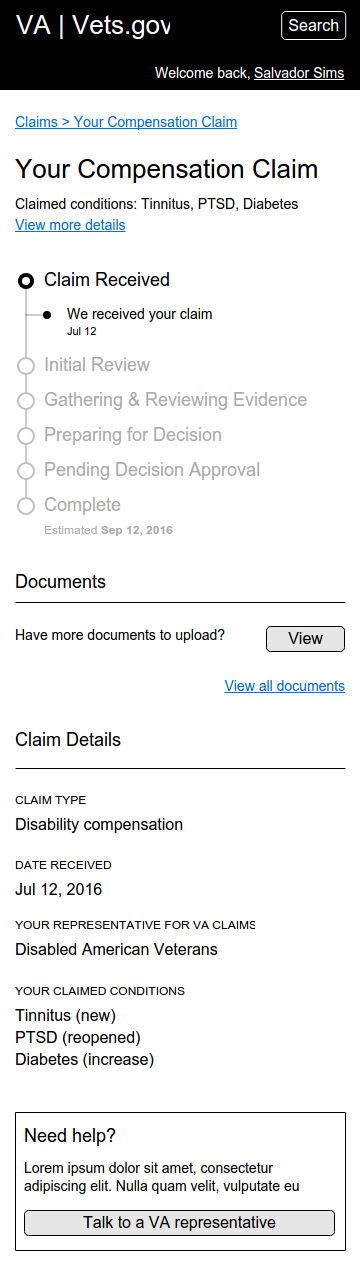 VA | Vets.gov
Search
Welcome back, Salvador Sims
Claims > Your Compensation Claim
Your Compensation Claim
Claimed conditions: Tinnitus, PTSD, Diabetes
View more details
Claim Received
We received your claim
Jul 12
Initial Review
Gathering & Reviewing Evidence
Preparing for Decision
Pending Decision Approval
Complete
Estimated Sep 12, 2016
Documents
Have more documents to upload?
View
View all documents
Claim Details
CLAIM TYPE
Disability compensation
DATE RECEIVED
Jul 12, 2016
YOUR REPRESENTATIVE FOR VA CLAIMS
Disabled American Veterans
YOUR CLAIMED CONDITIONS
Tinnitus (new)
PTSD (reopened)
Diabetes (increase)
Need help?
Lorem ipsum dolor sit amet, consectetur
adipiscing elit. Nulla quam velit, vulputate eu
Talk to a VA representative